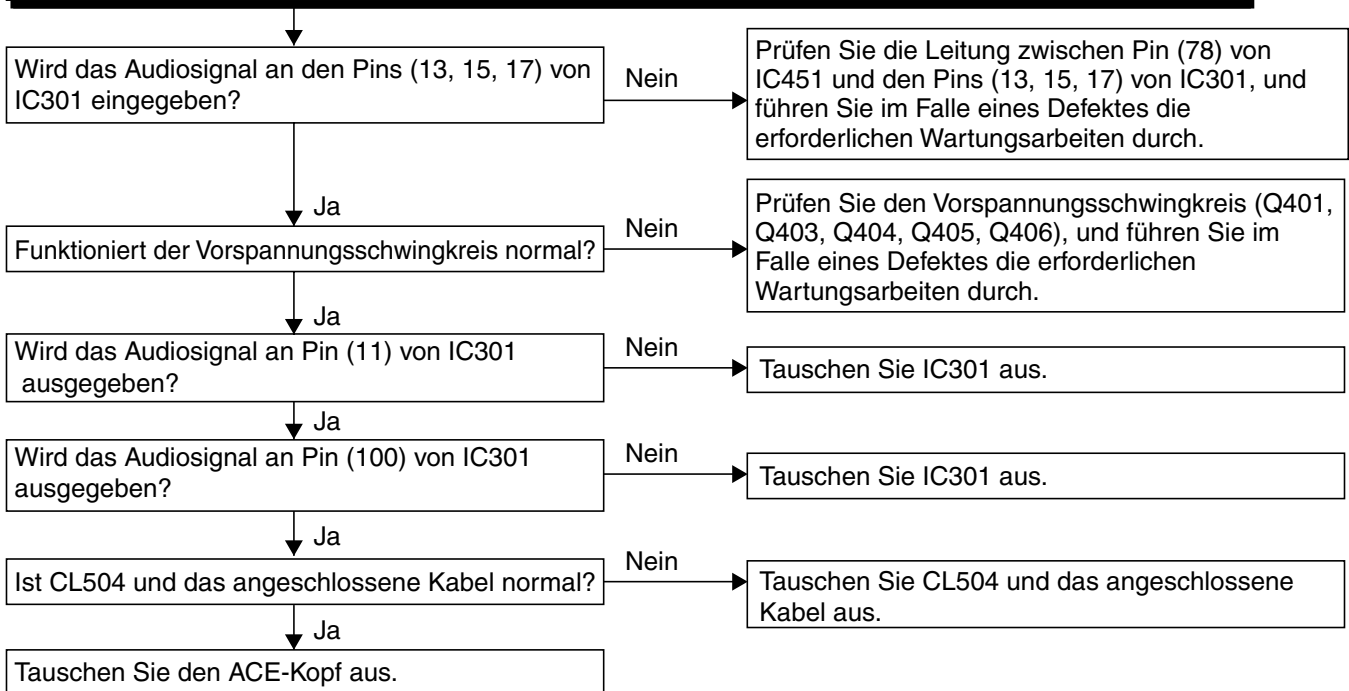 Wird das Audiosignal an den Pins (13, 15, 17) von
IC301 eingegeben?
Nein
Prüfen Sie die Leitung zwischen Pin (78) von
IC451 und den Pins (13, 15, 17) von IC301, und
führen Sie im Falle eines Defektes die
erforderlichen Wartungsarbeiten durch.
Ja
Funktioniert der Vorspannungsschwingkreis normal?
Nein
Prüfen Sie den Vorspannungsschwingkreis (Q401,
Q403, Q404, Q405, Q406), und führen Sie im
Falle eines Defektes die erforderlichen
Wartungsarbeiten durch.
Ja
Wird das Audiosignal an Pin (11) von IC301
ausgegeben?
Nein
Tauschen Sie IC301 aus.
Ja
Wird das Audiosignal an Pin (100) von IC301
ausgegeben?
Nein
Tauschen Sie IC301 aus.
Ja
Ist CL504 und das angeschlossene Kabel normal?
Nein
Tauschen Sie CL504 und das angeschlossene
Kabel aus.
Ja
Tauschen Sie den ACE-Kopf aus.